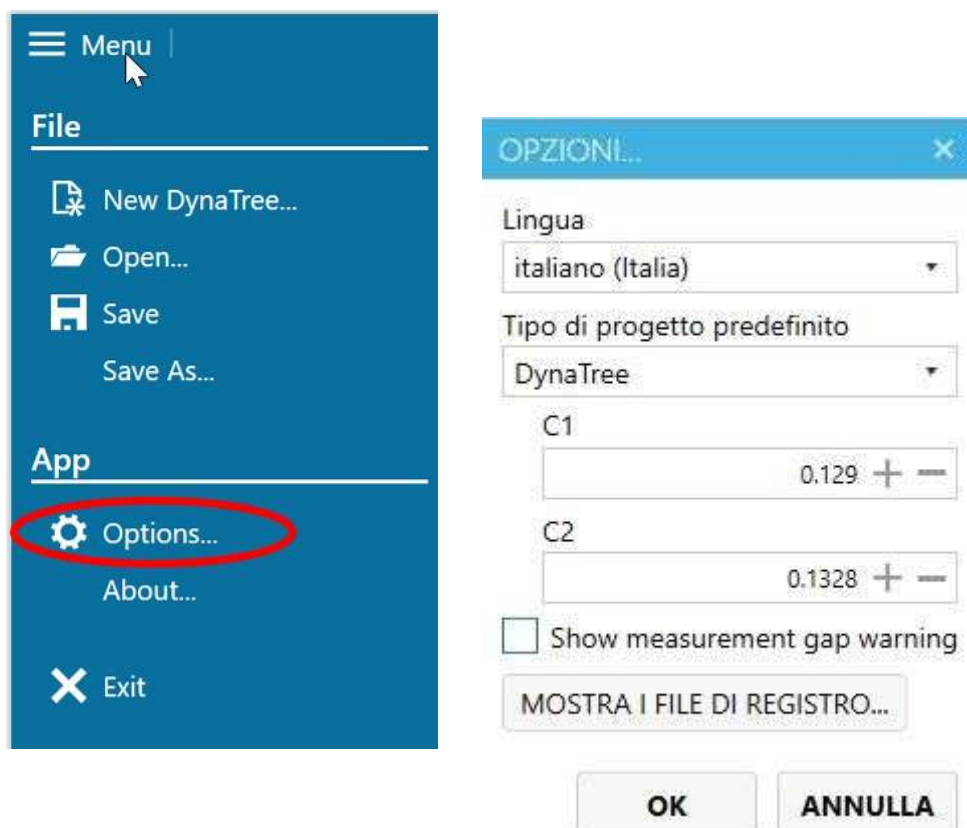 Menu
File
New DynaTree...
Open...
Save
Save As...
App
Options...
About...
Exit
OPZIONI...
Lingua
italiano (Italia)
Tipo di progetto predefinito
DynaTree
C1
0.129
C2
0.1328
Show measurement gap warning
MOSTRA I FILE DI REGISTRO...
OK ANNULLA